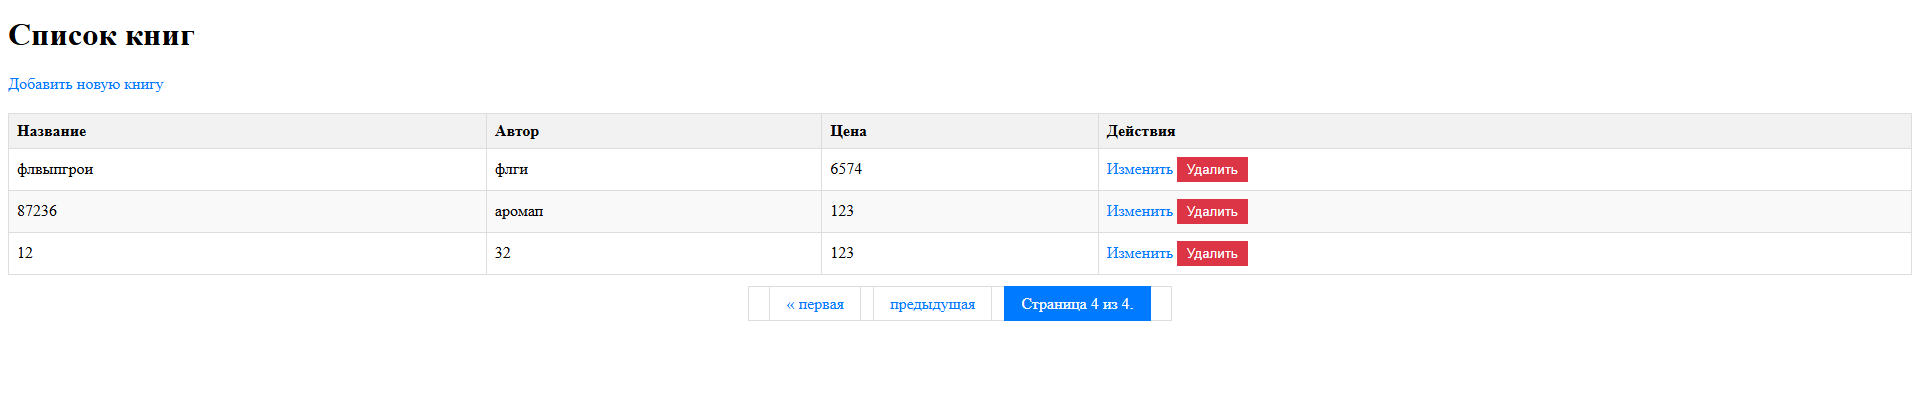 Список книг
Добавить новую книгу
Название Автор Цена Действия
флвыпгрои флги 6574 Изменить Удалить
87236 аромап 123 Изменить Удалить
12 32 123 Изменить Удалить
« первая предыдущая Страница 4 из 4.